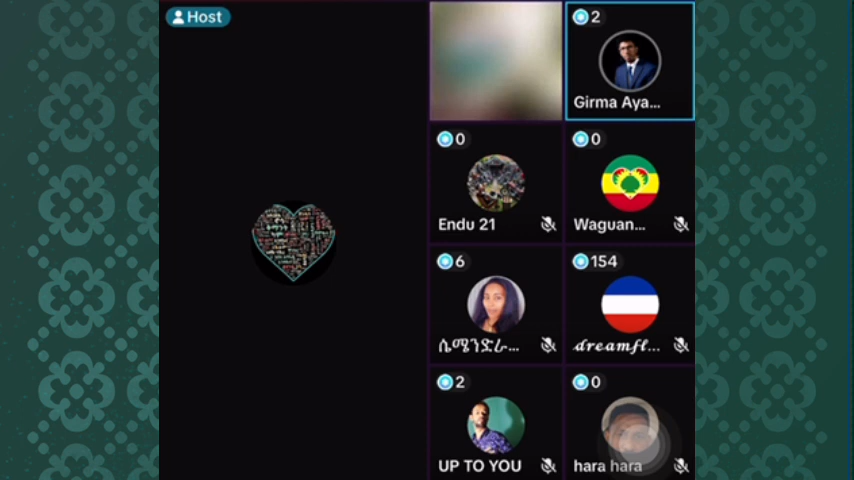 Host
2
Girma Aya...
0
0
Endu 21
Waguan...
6
154
ሴሜንድራ...
dreamfl...
2
0
UP TO YOU
hara hara